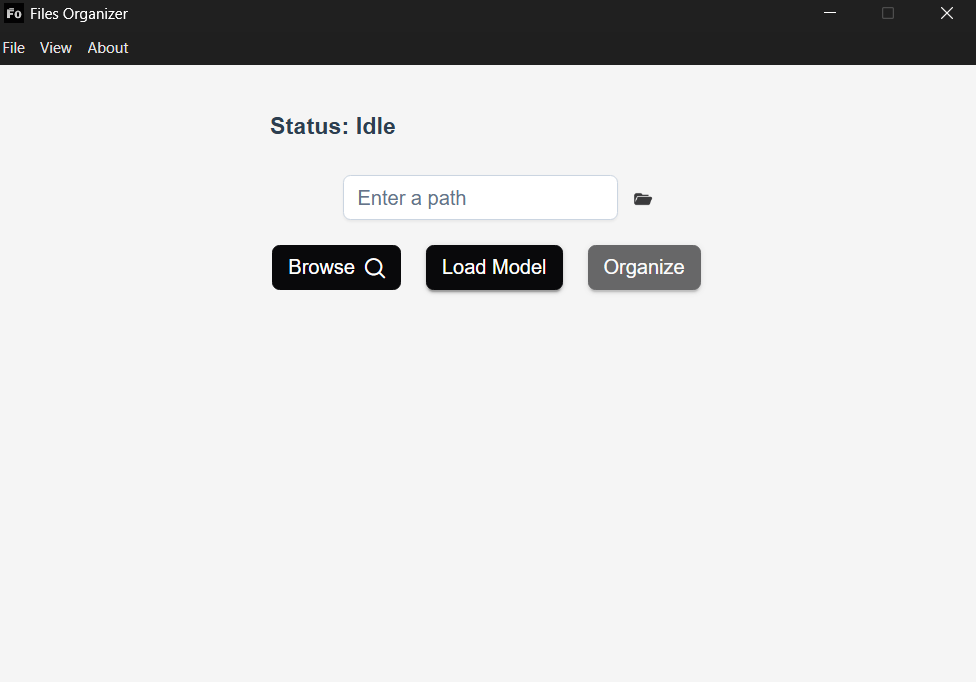 Fo Files Organizer
File View About
Status: Idle
Enter a path
Browse Load Model Organize